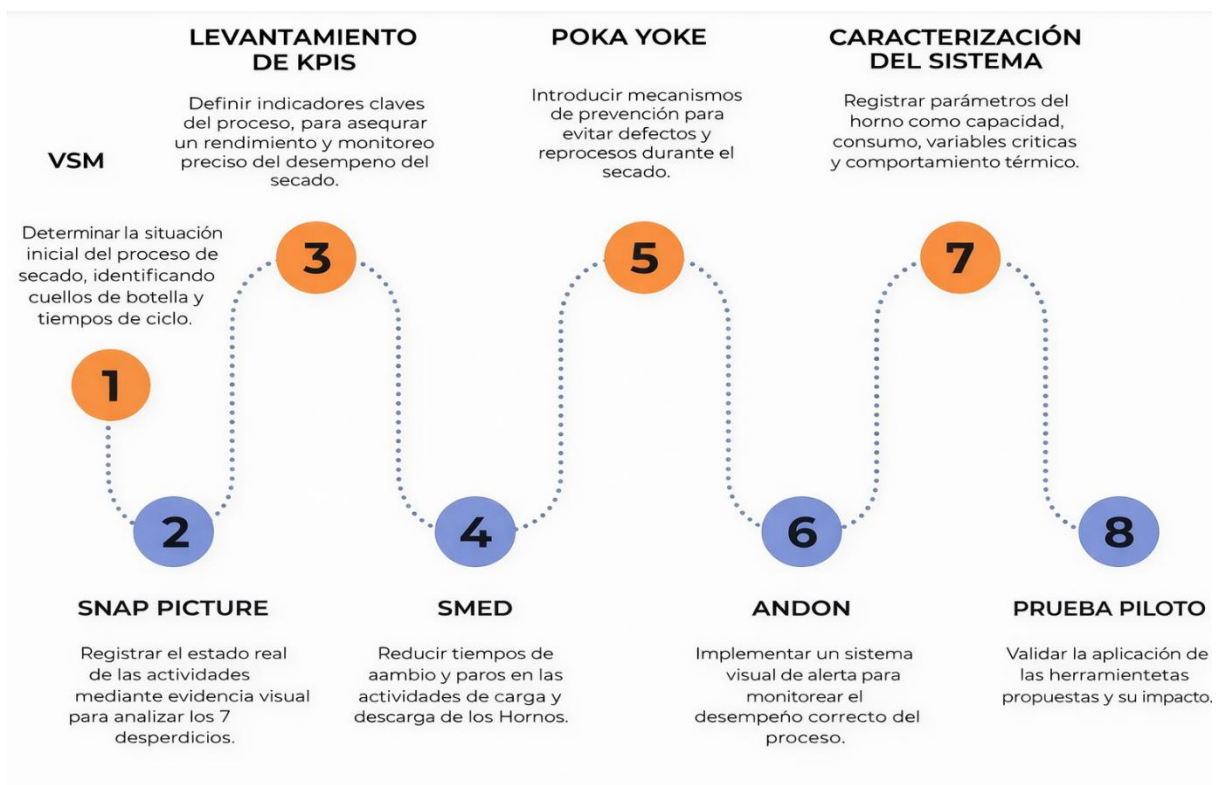 VSM
Determinar la situación
inicial del proceso de
secado, identificando
cuellos de botella y
tiempos de ciclo.
1
2
SNAP PICTURE
Registrar el estado real
de las actividades
mediante evidencia visual
para analizar los 7
desperdicios.
LEVANTAMIENTO
DE KPIS
Definir indicadores claves
del proceso, para asequrar
un rendimiento y monitoreo
preciso del desempeno del
secado.
3
4
SMED
Reducir tiempos de
aambio y paros en las
actividades de carga y
descarga de los Hornos.
POKA YOKE
Introducir mecanismos
de prevención para
evitar defectos y
reprocesos durante el
secado.
5
6
ANDON
Implementar un sistema
visual de alerta para
monitorear el
desempeño correcto del
proceso.
CARACTERIZACIÓN
DEL SISTEMA
Registrar parámetros del
horno como capacidad,
consumo, variables criticas
y comportamiento térmico.
7
8
PRUEBA PILOTO
Validar la aplicación de
las herramientetas
propuestas y su impacto.